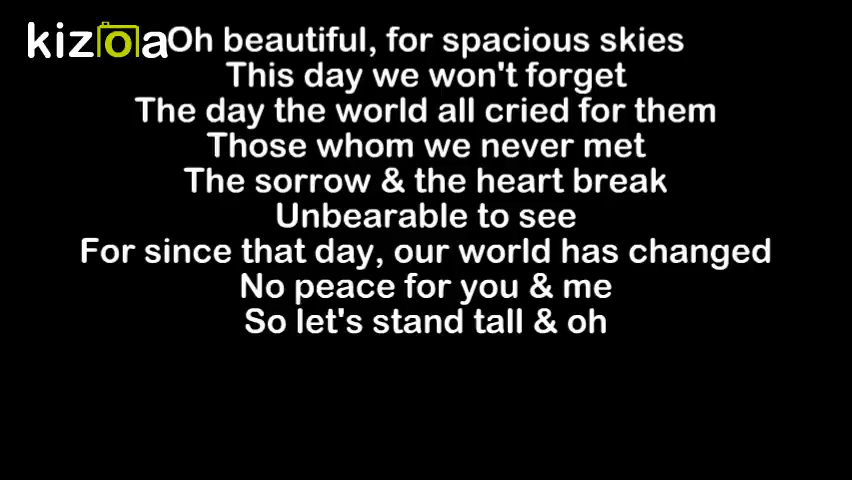 kizoa
Oh beautiful, for spacious skies
This day we won't forget
The day the world all cried for them
Those whom we never met
The sorrow & the heart break
Unbearable to see
For since that day, our world has changed
No peace for you & me
So let's stand tall & oh